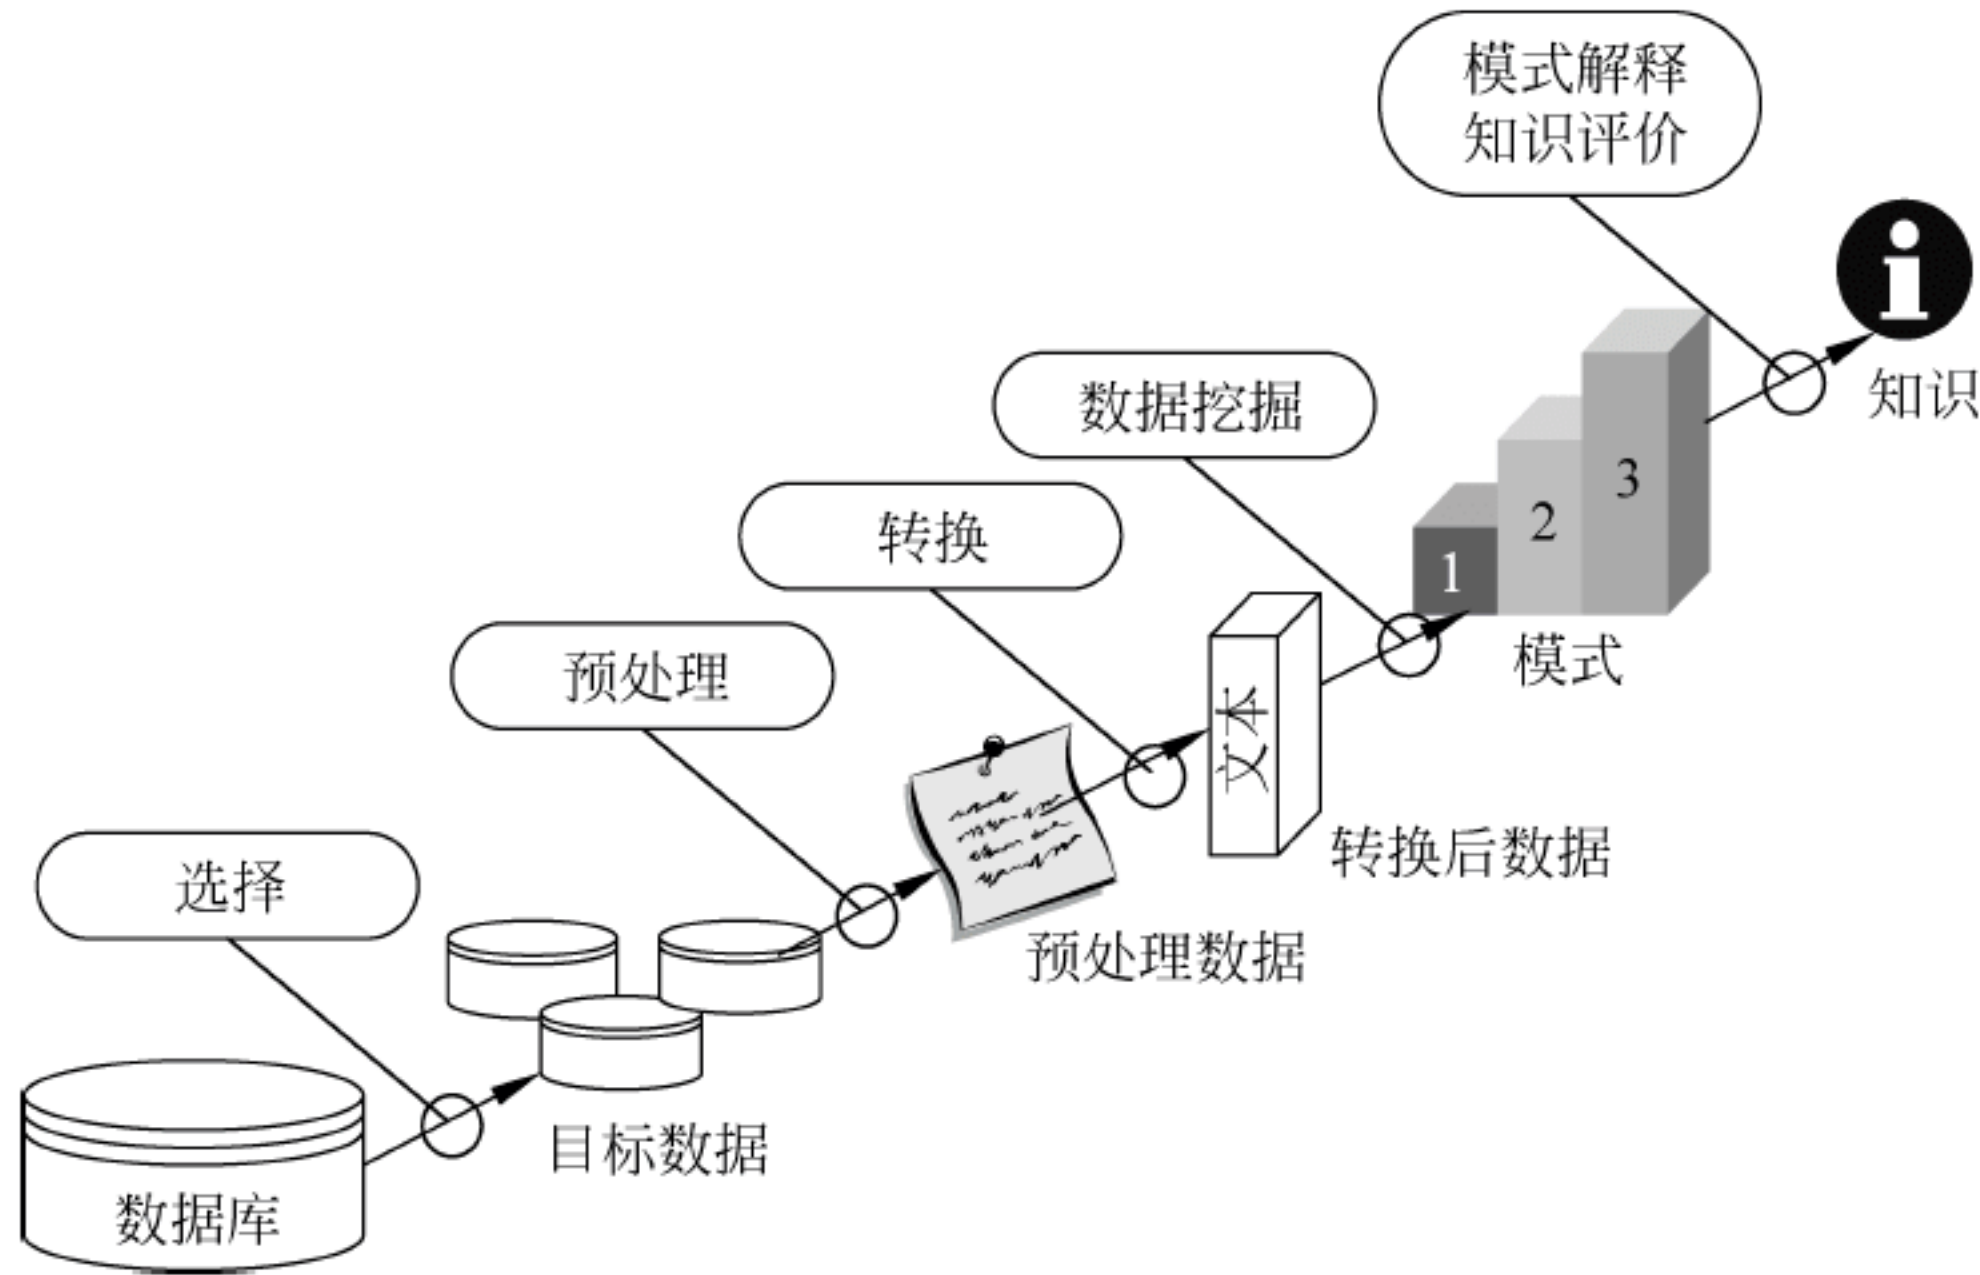 模式解释
知识评价
知识
数据挖掘
3
2
1
转换
模式
文本
预处理
转换后数据
选择
预处理数据
目标数据
数据库